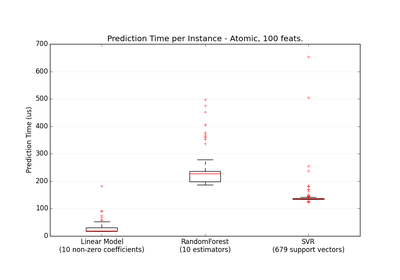 Prediction Time per Instance - Atomic, 100 feats.
700
600
500
400
300
200
100
0
Prediction Time (us)
Linear Model
(10 non-zero coefficients)
RandomForest
(10 estimators)
SVR
(679 support vectors)